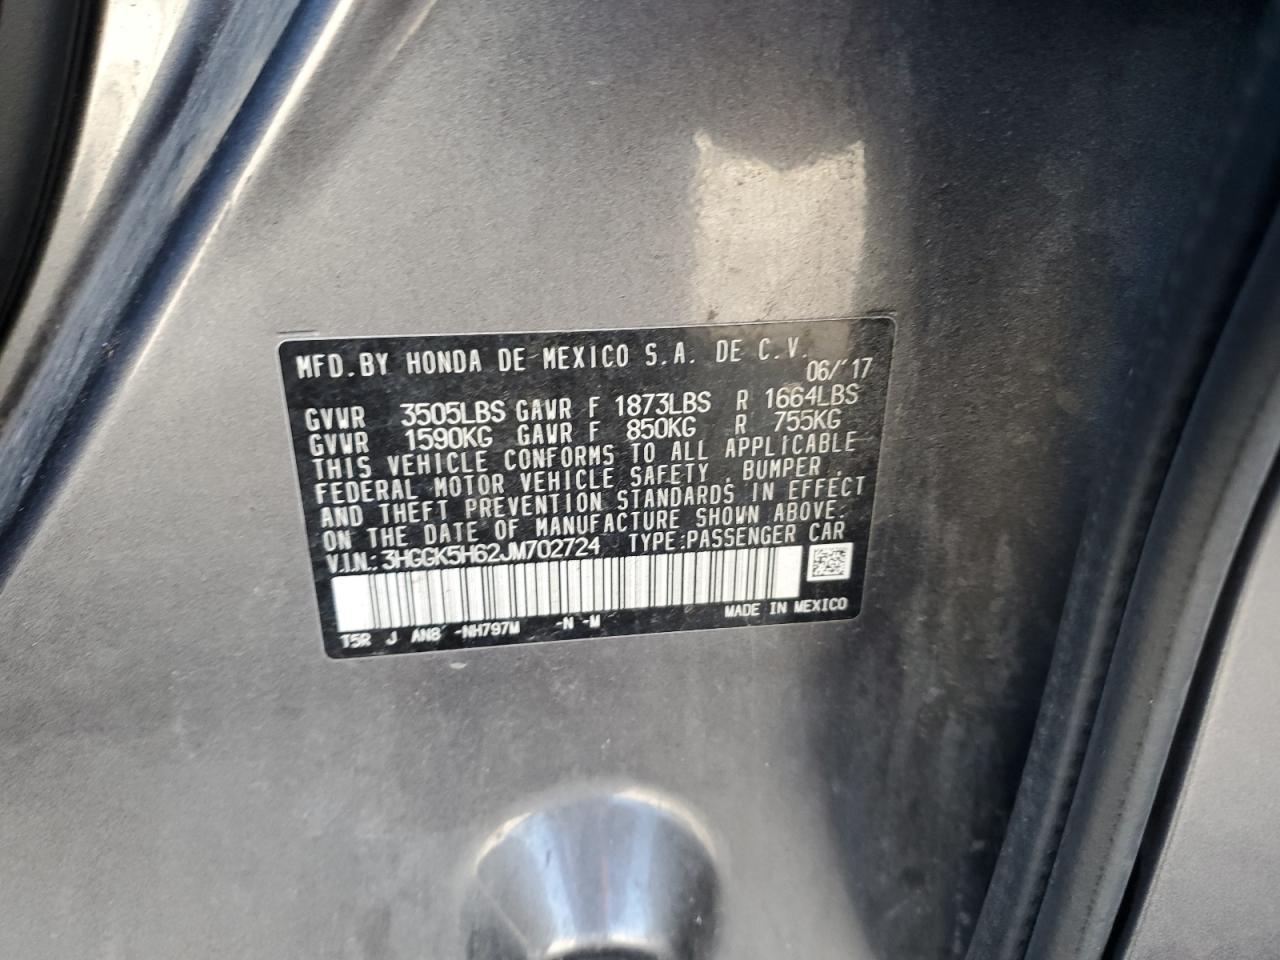 MFD.BY HONDA DE MEXICO S.A. DE C.V.
06/'17
GVWR 3505LBS GAWR F 1873LBS R 1664LBS
GVWR 1590KG GAWR F 850KG R 755KG
THIS VEHICLE CONFORMS TO ALL APPLICABLE
FEDERAL MOTOR VEHICLE SAFETY, BUMPER,
AND THEFT PREVENTION STANDARDS IN EFFECT
ON THE DATE OF MANUFACTURE SHOWN ABOVE.
V.I.N.: 3HGGK5H62JM702724 TYPE:PASSENGER CAR
T5R J AN8 -NH797M -N -M MADE IN MEXICO